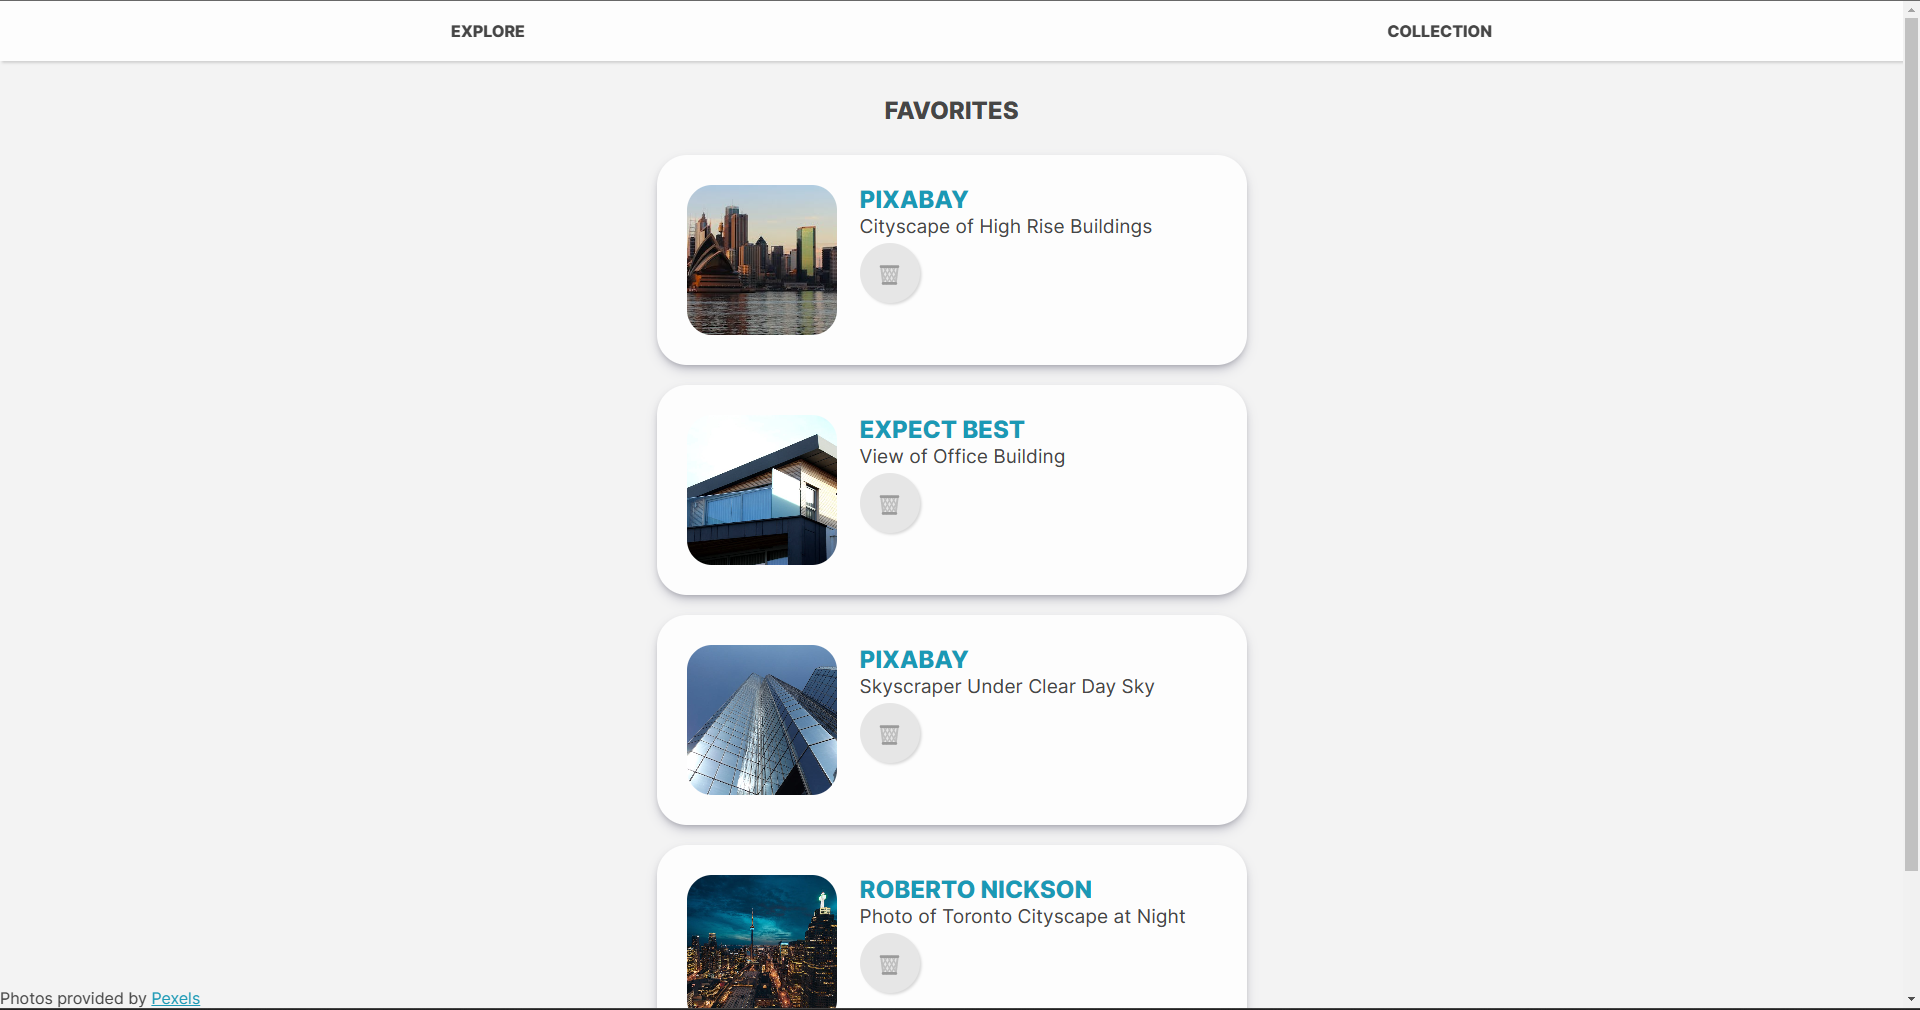 EXPLORE
COLLECTION
FAVORITES
PIXABAY
Cityscape of High Rise Buildings
EXPECT BEST
View of Office Building
PIXABAY
Skyscraper Under Clear Day Sky
ROBERTO NICKSON
Photo of Toronto Cityscape at Night
Photos provided by Pexels